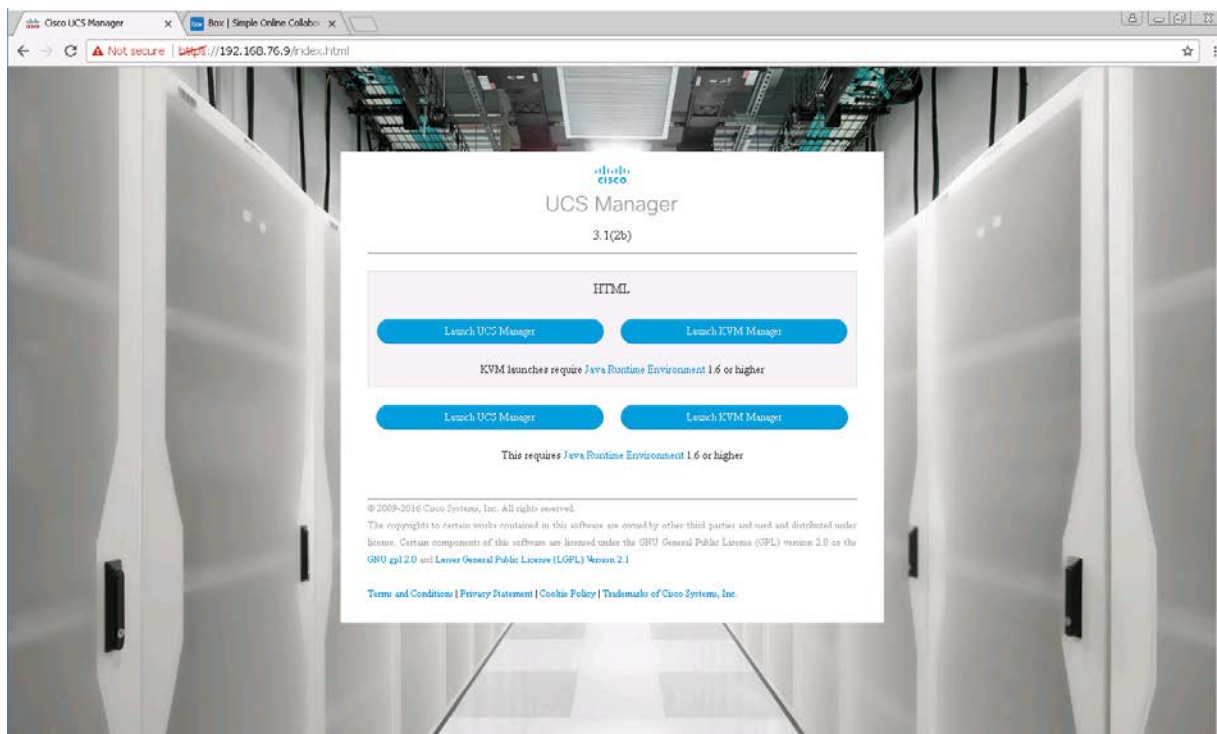 Cisco UCS Manager
Box | Simple Online Collabor
Not secure | https://192.168.76.9/index.html
CISCO
UCS Manager
3.1(2b)
HTML
Launch UCS Manager Launch KVM Manager
KVM launches require Java Runtime Environment 1.6 or higher
Launch UCS Manager Launch KVM Manager
This requires Java Runtime Environment 1.6 or higher
© 2009-2016 Cisco Systems, Inc. All rights reserved.
The copyrights to certain works contained in this software are owned by other third parties and used and distributed under
license. Certain components of this software are licensed under the GNU General Public License (GPL) version 2.0 or the
GNU gpl 2.0 and Lesser General Public License (LGPL) Version 2.1
Terms and Conditions | Privacy Statement | Cookie Policy | Trademarks of Cisco Systems, Inc.